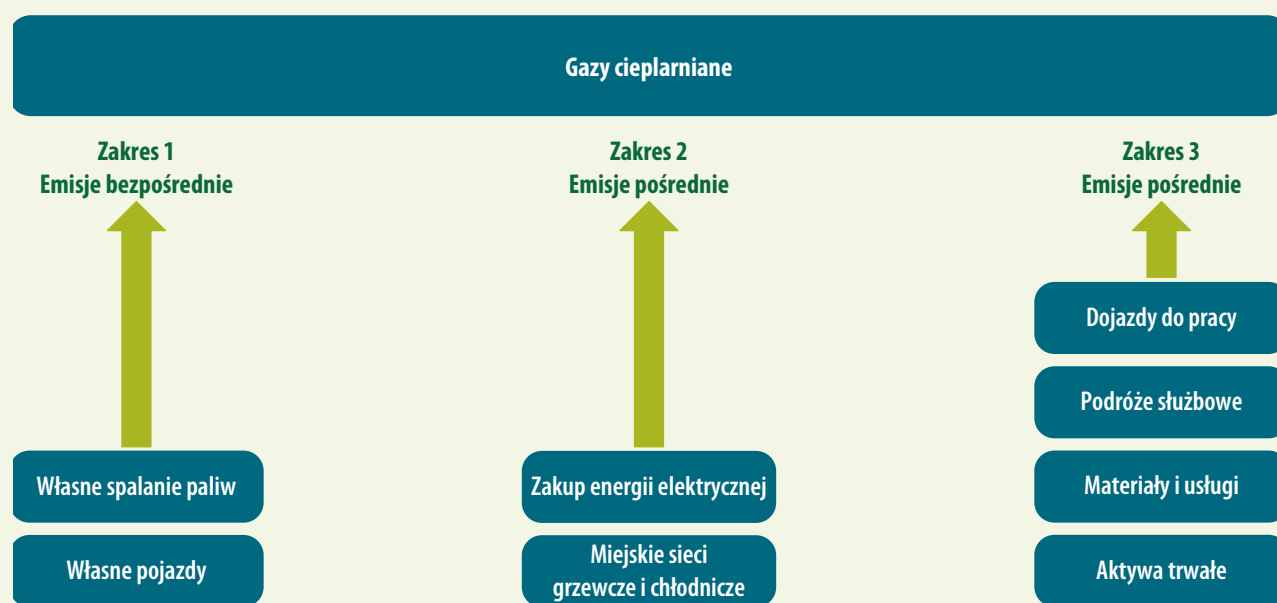 Gazy cieplarniane
Zakres 1
Emisje bezpośrednie
Zakres 2
Emisje pośrednie
Zakres 3
Emisje pośrednie
Dojazdy do pracy
Podróże służbowe
Własne spalanie paliw
Zakup energii elektrycznej
Materiały i usługi
Własne pojazdy
Miejskie sieci
grzewcze i chłodnicze
Aktywa trwałe